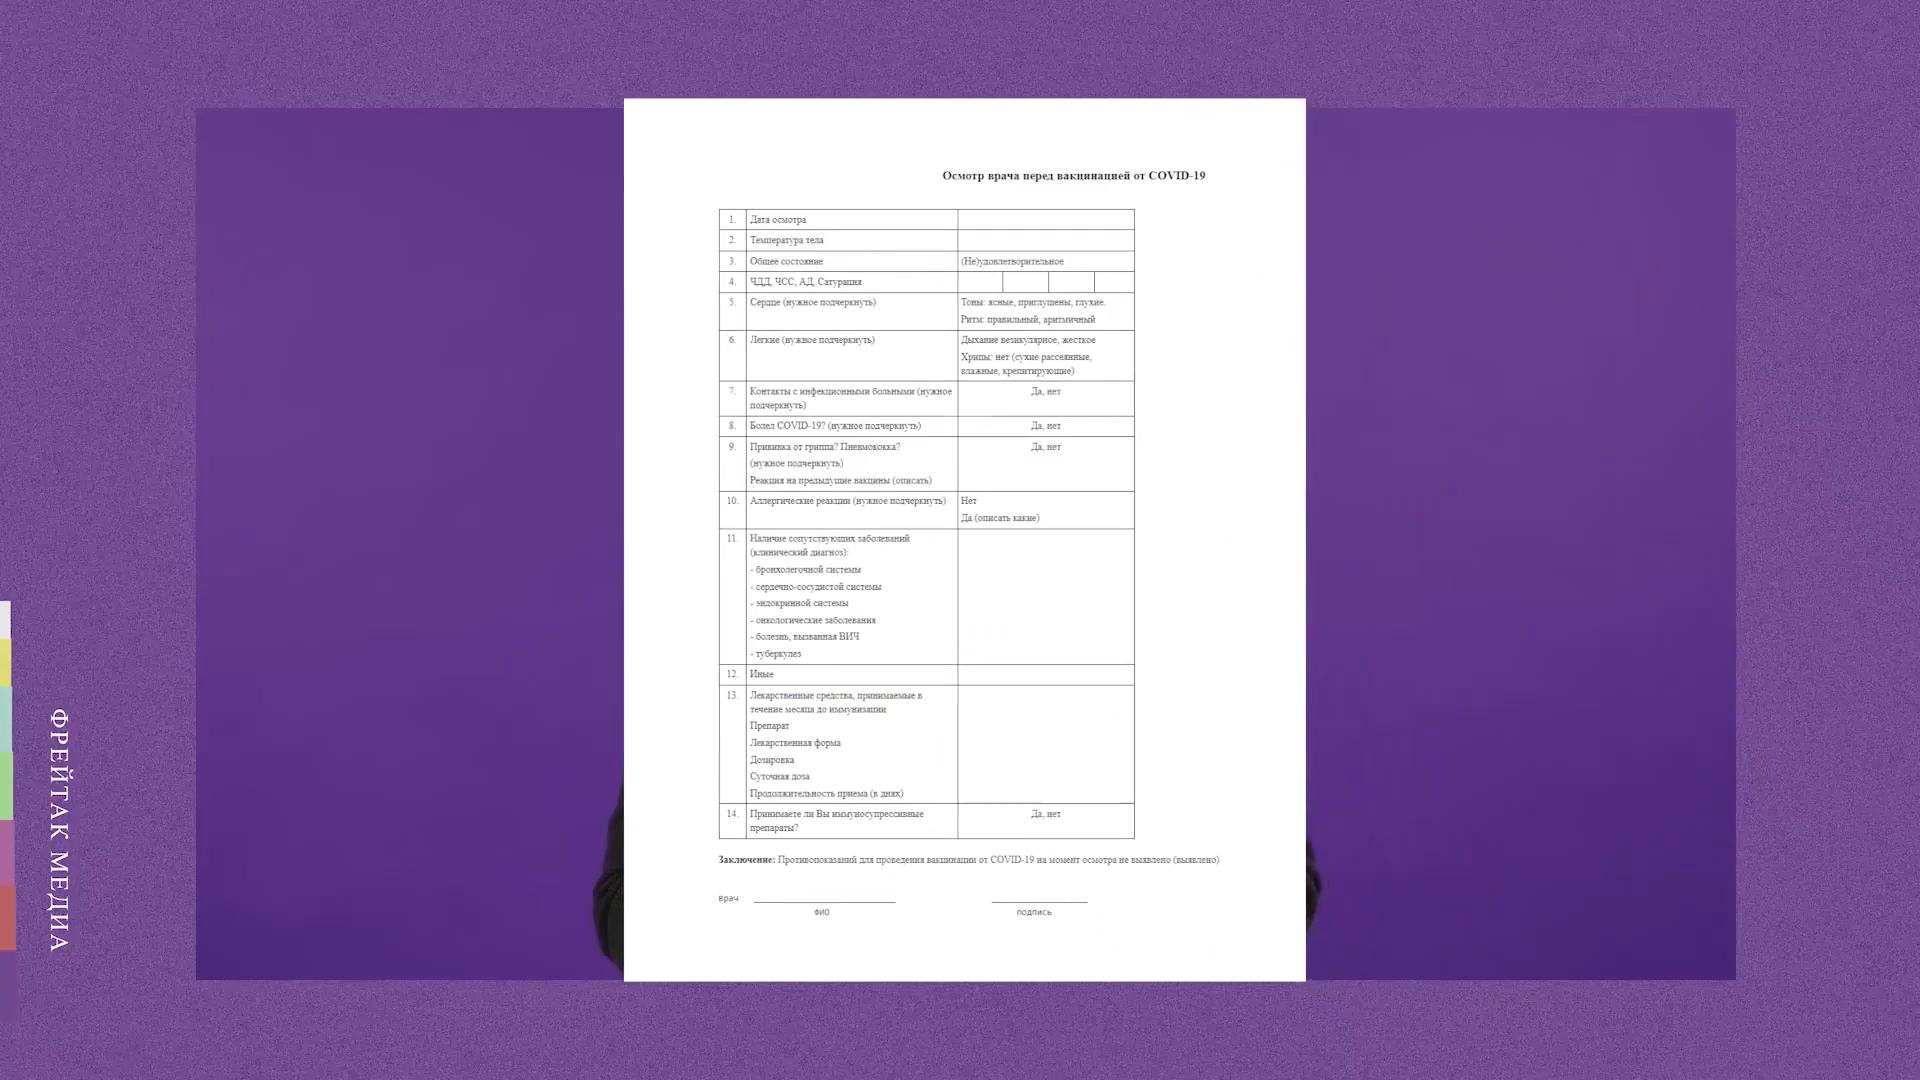 Осмотр врача перед вакцинацией от COVID-19
1. Дата осмотра
2. Температура тела
3. Общее состояние (Не)удовлетворительное
4. ЧДД, ЧСС, АД, Сатурация
5. Сердце (нужное подчеркнуть) Тоны: ясные, приглушены, глухие.
Ритм: правильный, аритмичный
6. Легкие (нужное подчеркнуть) Дыхание везикулярное, жесткое
Хрипы: нет (сухие рассеянные,
влажные, крепитирующие)
7. Контакты с инфекционными больными (нужное Да, нет
подчеркнуть)
8. Болел COVID-19? (нужное подчеркнуть) Да, нет
9. Прививка от гриппа? Пневмококка? Да, нет
(нужное подчеркнуть)
Реакция на предыдущие вакцины (описать)
10. Аллергические реакции (нужное подчеркнуть) Нет
Да (описать какие)
11. Наличие сопутствующих заболеваний
(клинический диагноз):
- бронхолегочной системы
- сердечно-сосудистой системы
- эндокринной системы
- онкологические заболевания
- болезнь, вызванная ВИЧ
- туберкулез
12. Иные
13. Лекарственные средства, принимаемые в
течение месяца до иммунизации
Препарат
Лекарственная форма
Дозировка
Суточная доза
Продолжительность приема (в днях)
14. Принимаете ли Вы иммуносупрессивные Да, нет
препараты?
Заключение: Противопоказаний для проведения вакцинации от COVID-19 на момент осмотра не выявлено (выявлено)
Врач
ФИО подпись
ФРЕЙТАК МЕДИА